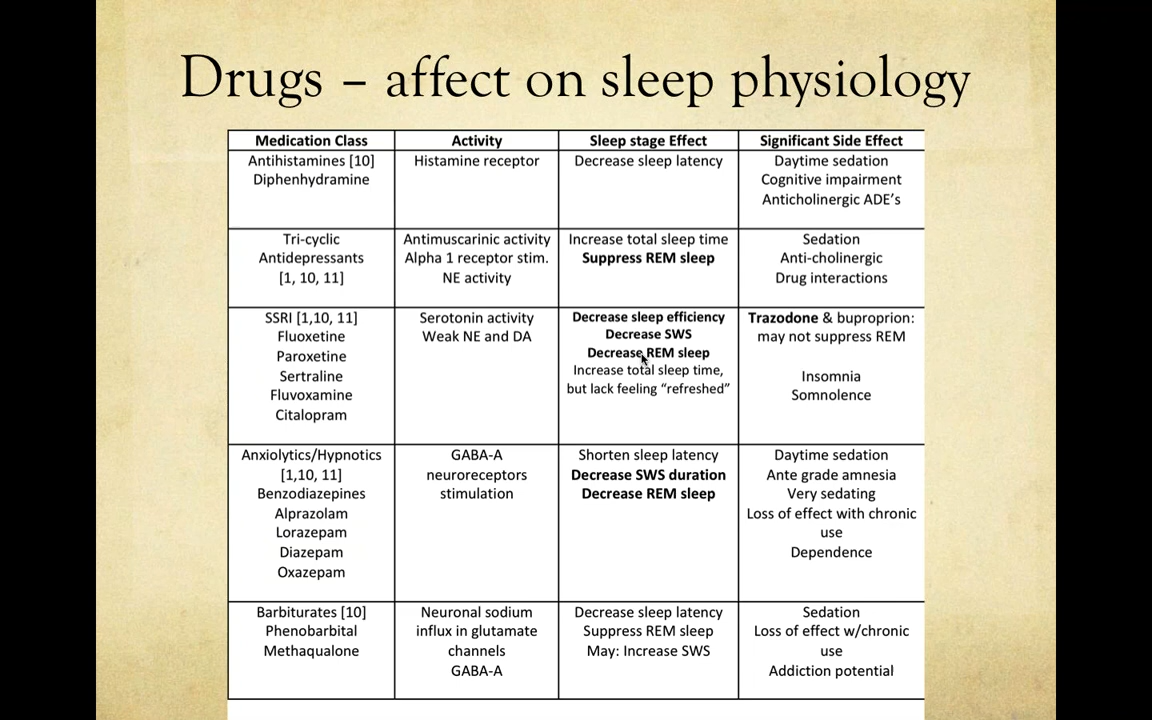 Drugs – affect on sleep physiology
Medication Class
Activity
Sleep stage Effect
Significant Side Effect
Antihistamines [10]
Diphenhydramine
Histamine receptor
Decrease sleep latency
Daytime sedation
Cognitive impairment
Anticholinergic ADE’s
Tri-cyclic
Antidepressants
[1, 10, 11]
Antimuscarinic activity
Alpha 1 receptor stim.
NE activity
Increase total sleep time
Suppress REM sleep
Sedation
Anti-cholinergic
Drug interactions
SSRI [1,10, 11]
Fluoxetine
Paroxetine
Sertraline
Fluvoxamine
Citalopram
Serotonin activity
Weak NE and DA
Decrease sleep efficiency
Decrease SWS
Decrease REM sleep
Increase total sleep time,
but lack feeling “refreshed”
Trazodone & buproprion:
may not suppress REM
Insomnia
Somnolence
Anxiolytics/Hypnotics
[1,10, 11]
Benzodiazepines
Alprazolam
Lorazepam
Diazepam
Oxazepam
GABA-A
neuroreceptors
stimulation
Shorten sleep latency
Decrease SWS duration
Decrease REM sleep
Daytime sedation
Ante grade amnesia
Very sedating
Loss of effect with chronic
use
Dependence
Barbiturates [10]
Phenobarbital
Methaqualone
Neuronal sodium
influx in glutamate
channels
GABA-A
Decrease sleep latency
Suppress REM sleep
May: Increase SWS
Sedation
Loss of effect w/chronic
use
Addiction potential